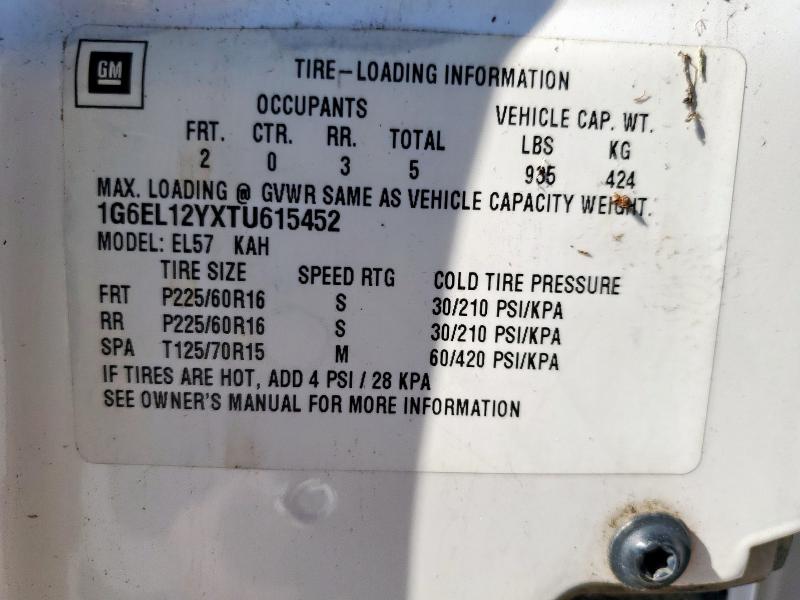 GM
TIRE-LOADING INFORMATION
OCCUPANTS VEHICLE CAP. WT.
FRT. CTR. RR. TOTAL LBS KG
2 0 3 5 935 424
MAX. LOADING @ GVWR SAME AS VEHICLE CAPACITY WEIGHT.
1G6EL12YXTU615452
MODEL: EL57 KAH
TIRE SIZE SPEED RTG COLD TIRE PRESSURE
FRT P225/60R16 S 30/210 PSI/KPA
RR P225/60R16 S 30/210 PSI/KPA
SPA T125/70R15 M 60/420 PSI/KPA
IF TIRES ARE HOT, ADD 4 PSI / 28 KPA
SEE OWNER'S MANUAL FOR MORE INFORMATION